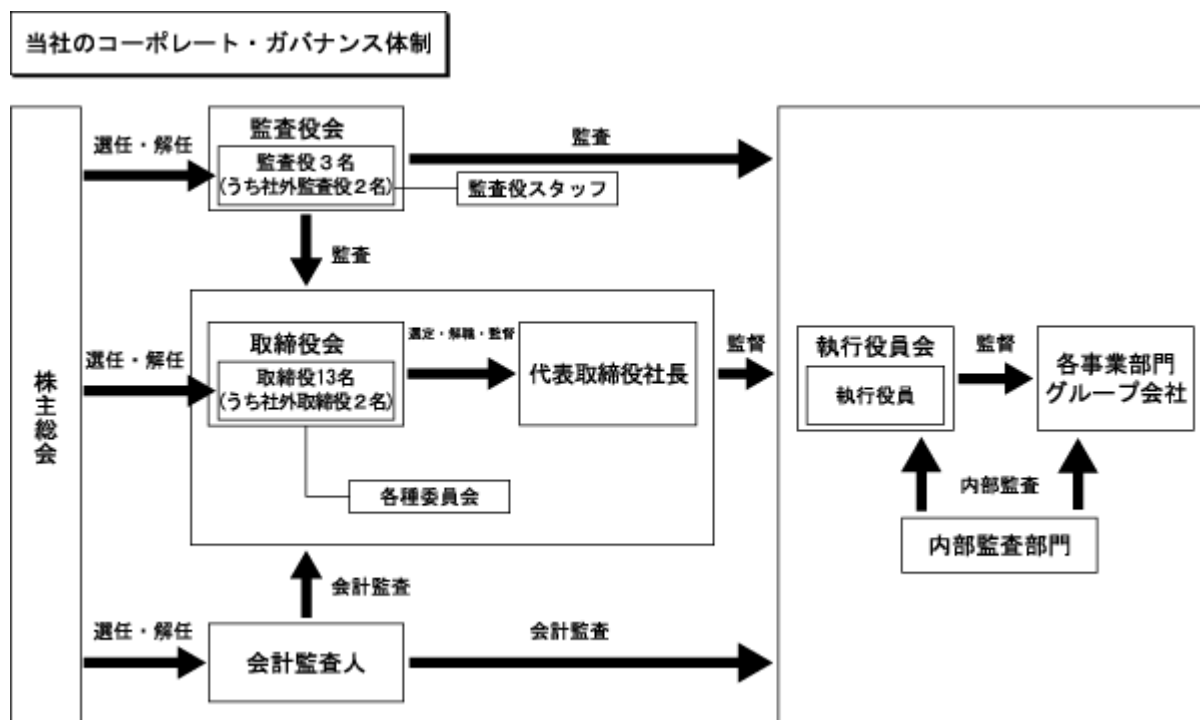 当社のコーポレート・ガバナンス体制
株主総会
選任・解任
監査役会
監査役3名
(うち社外監査役2名)
監査役スタッフ
監査
監査
選任・解任
取締役会
取締役13名
(うち社外取締役2名)
選定・解職・監督
代表取締役社長
各種委員会
監督
執行役員会
執行役員
監督
各事業部門
グループ会社
内部監査
内部監査部門
会計監査
選任・解任
会計監査人
会計監査